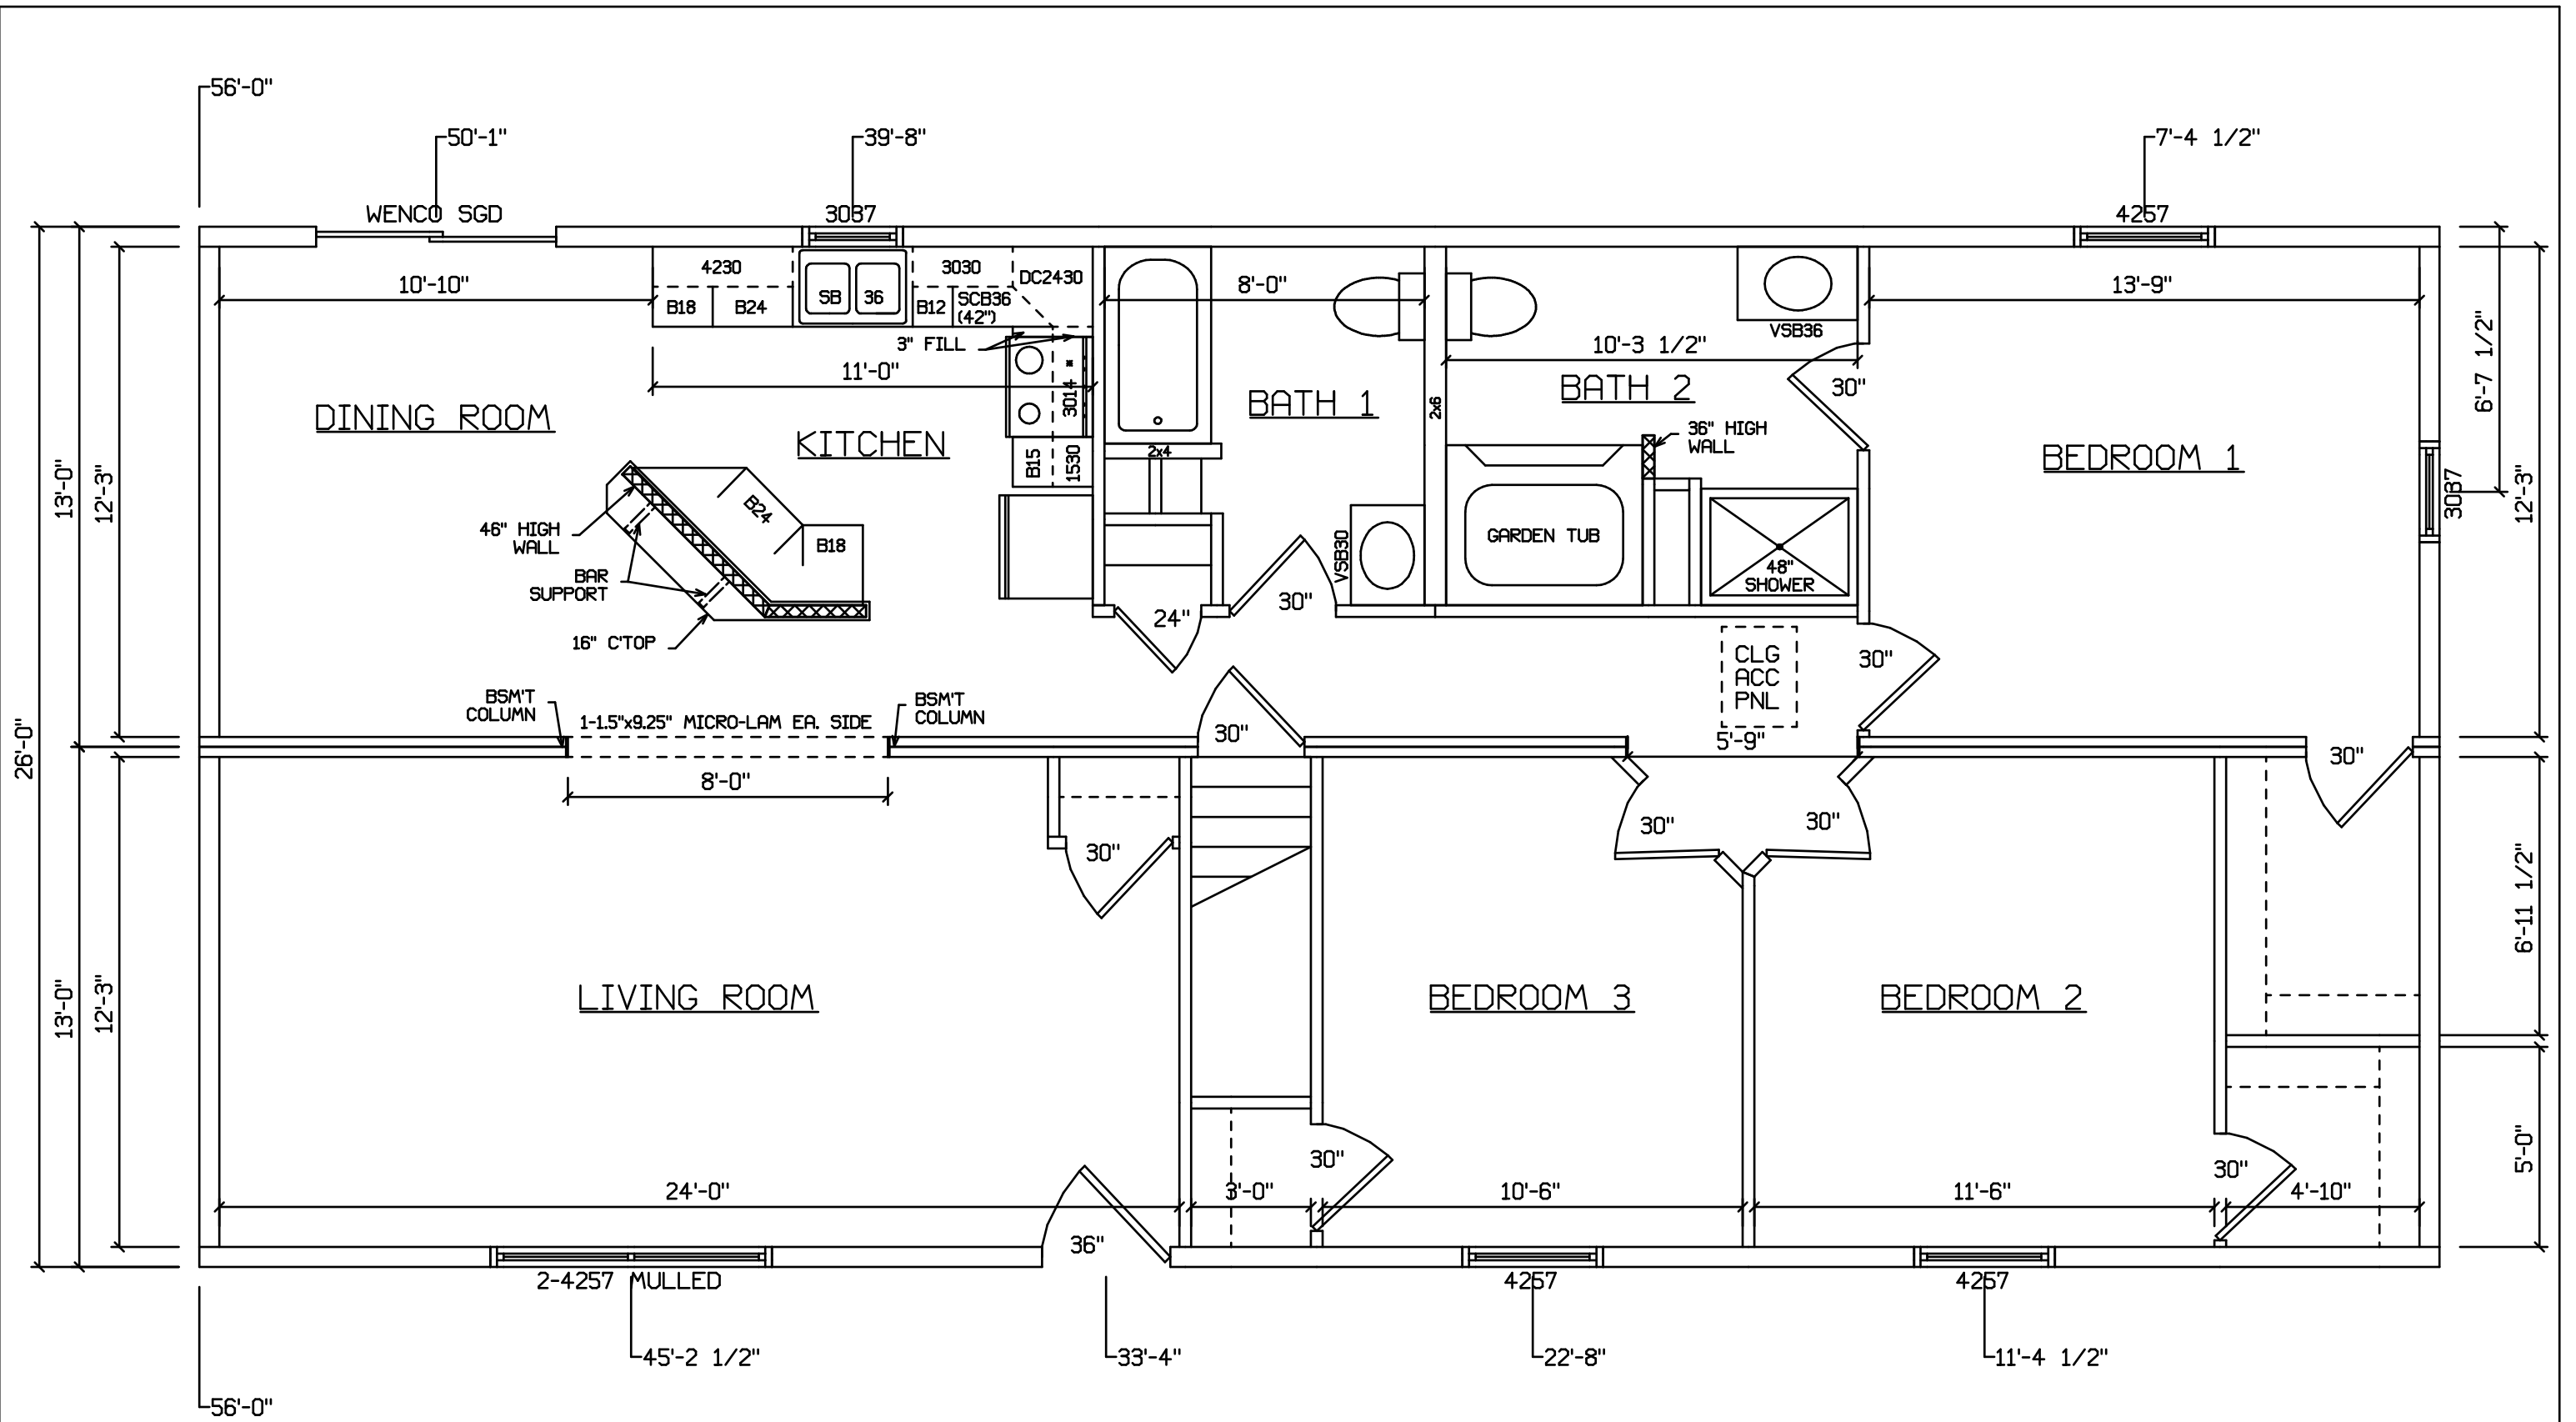 56'-0"
50'-1"
39'-8"
7'-4 1/2"
WENCO SGD
3037
4257
10'-10"
4230
3030
DC2430
B18
B24
SB
36
B12
SCB36
(42")
8'-0"
13'-9"
VSB36
3" FILL
11'-0"
10'-3 1/2"
30"
6'-7 1/2"
3014 *
DINING ROOM
KITCHEN
BATH 1
2x6
BATH 2
36" HIGH
WALL
BEDROOM 1
2x4
B15
1530
3037
13'-0"
12'-3"
12'-3"
B24
46" HIGH
WALL
B18
BAR
SUPPORT
VSB30
GARDEN TUB
48"
SHOWER
16" C'TOP
24"
30"
CLG
ACC
PNL
30"
BSM'T
COLUMN
1-1.5"x9.25" MICRO-LAM EA. SIDE
BSM'T
COLUMN
30"
5'-9"
30"
26'-0"
8'-0"
30"
30"
30"
6'-11 1/2"
13'-0"
12'-3"
LIVING ROOM
BEDROOM 3
BEDROOM 2
30"
30"
5'-0"
24'-0"
3'-0"
10'-6"
11'-6"
4'-10"
36"
2-4257 MULLED
4257
4257
45'-2 1/2"
33'-4"
22'-8"
11'-4 1/2"
56'-0"